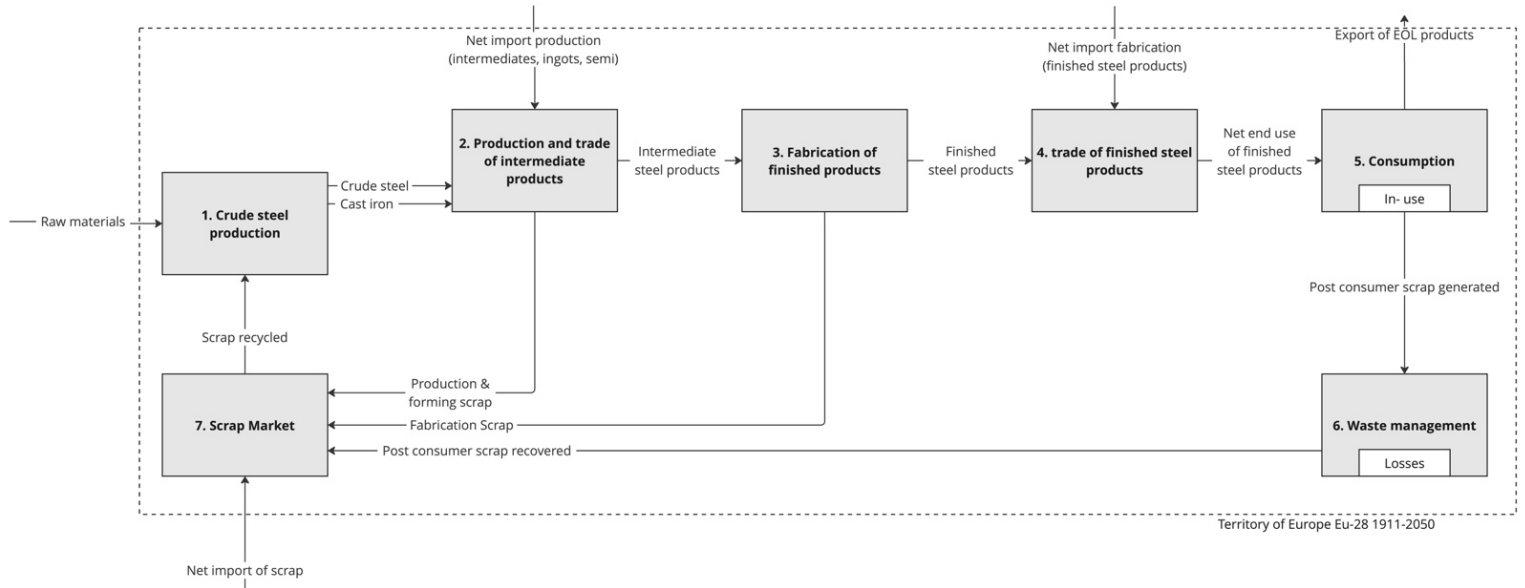 Net import production
(intermediates, ingots, semi)
Net import fabrication
(finished steel products)
Export of EOL products
2. Production and trade
of intermediate
products
Intermediate
steel products
3. Fabrication of
finished products
Finished
steel products
4. trade of finished steel
products
Net end use
of finished
steel products
5. Consumption
In- use
Crude steel
Cast iron
Raw materials
1. Crude steel
production
Post consumer scrap generated
Scrap recycled
Production &
forming scrap
7. Scrap Market
Fabrication Scrap
6. Waste management
Post consumer scrap recovered
Losses
Territory of Europe Eu-28 1911-2050
Net import of scrap